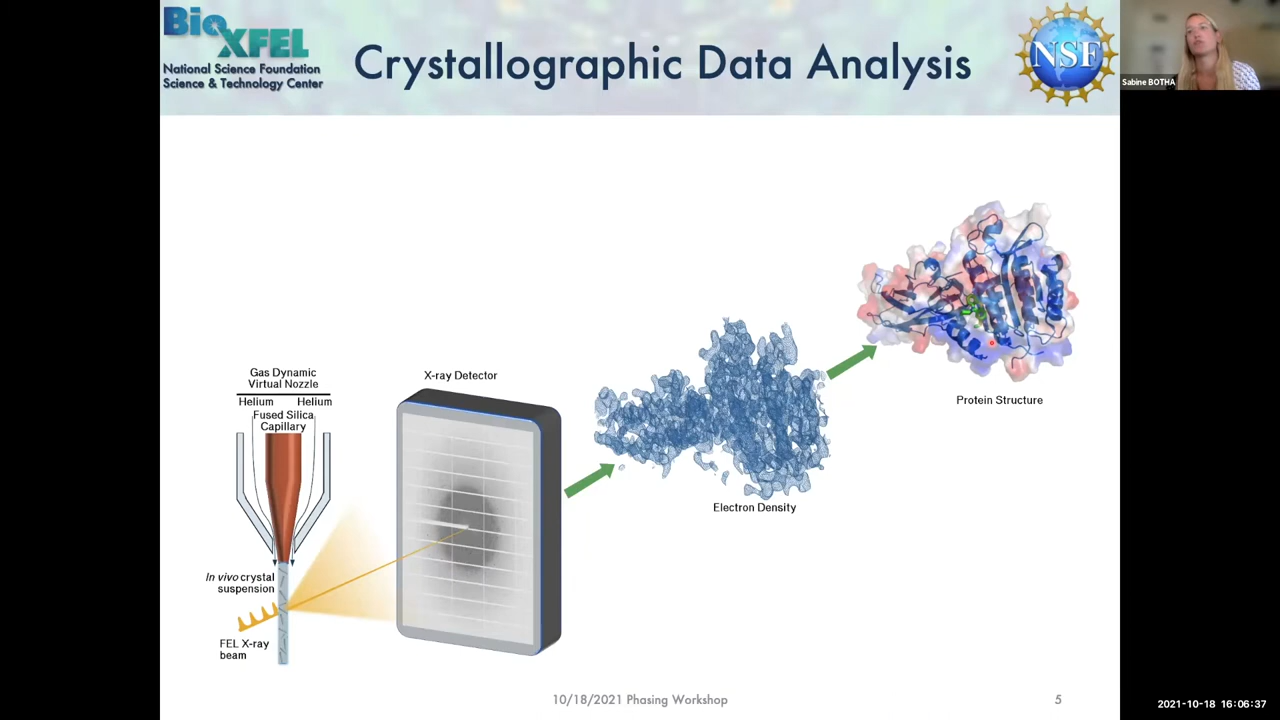 Bio
XFEL
National Science Foundation
Science & Technology Center
Crystallographic Data Analysis
NSF
Sabine BOTHA
Gas Dynamic
Virtual Nozzle
Helium Helium
Fused Silica
Capillary
In vivo crystal
suspension
FEL X-ray
beam
X-ray Detector
Electron Density
Protein Structure
10/18/2021 Phasing Workshop
5
2021-10-18 16:06:37